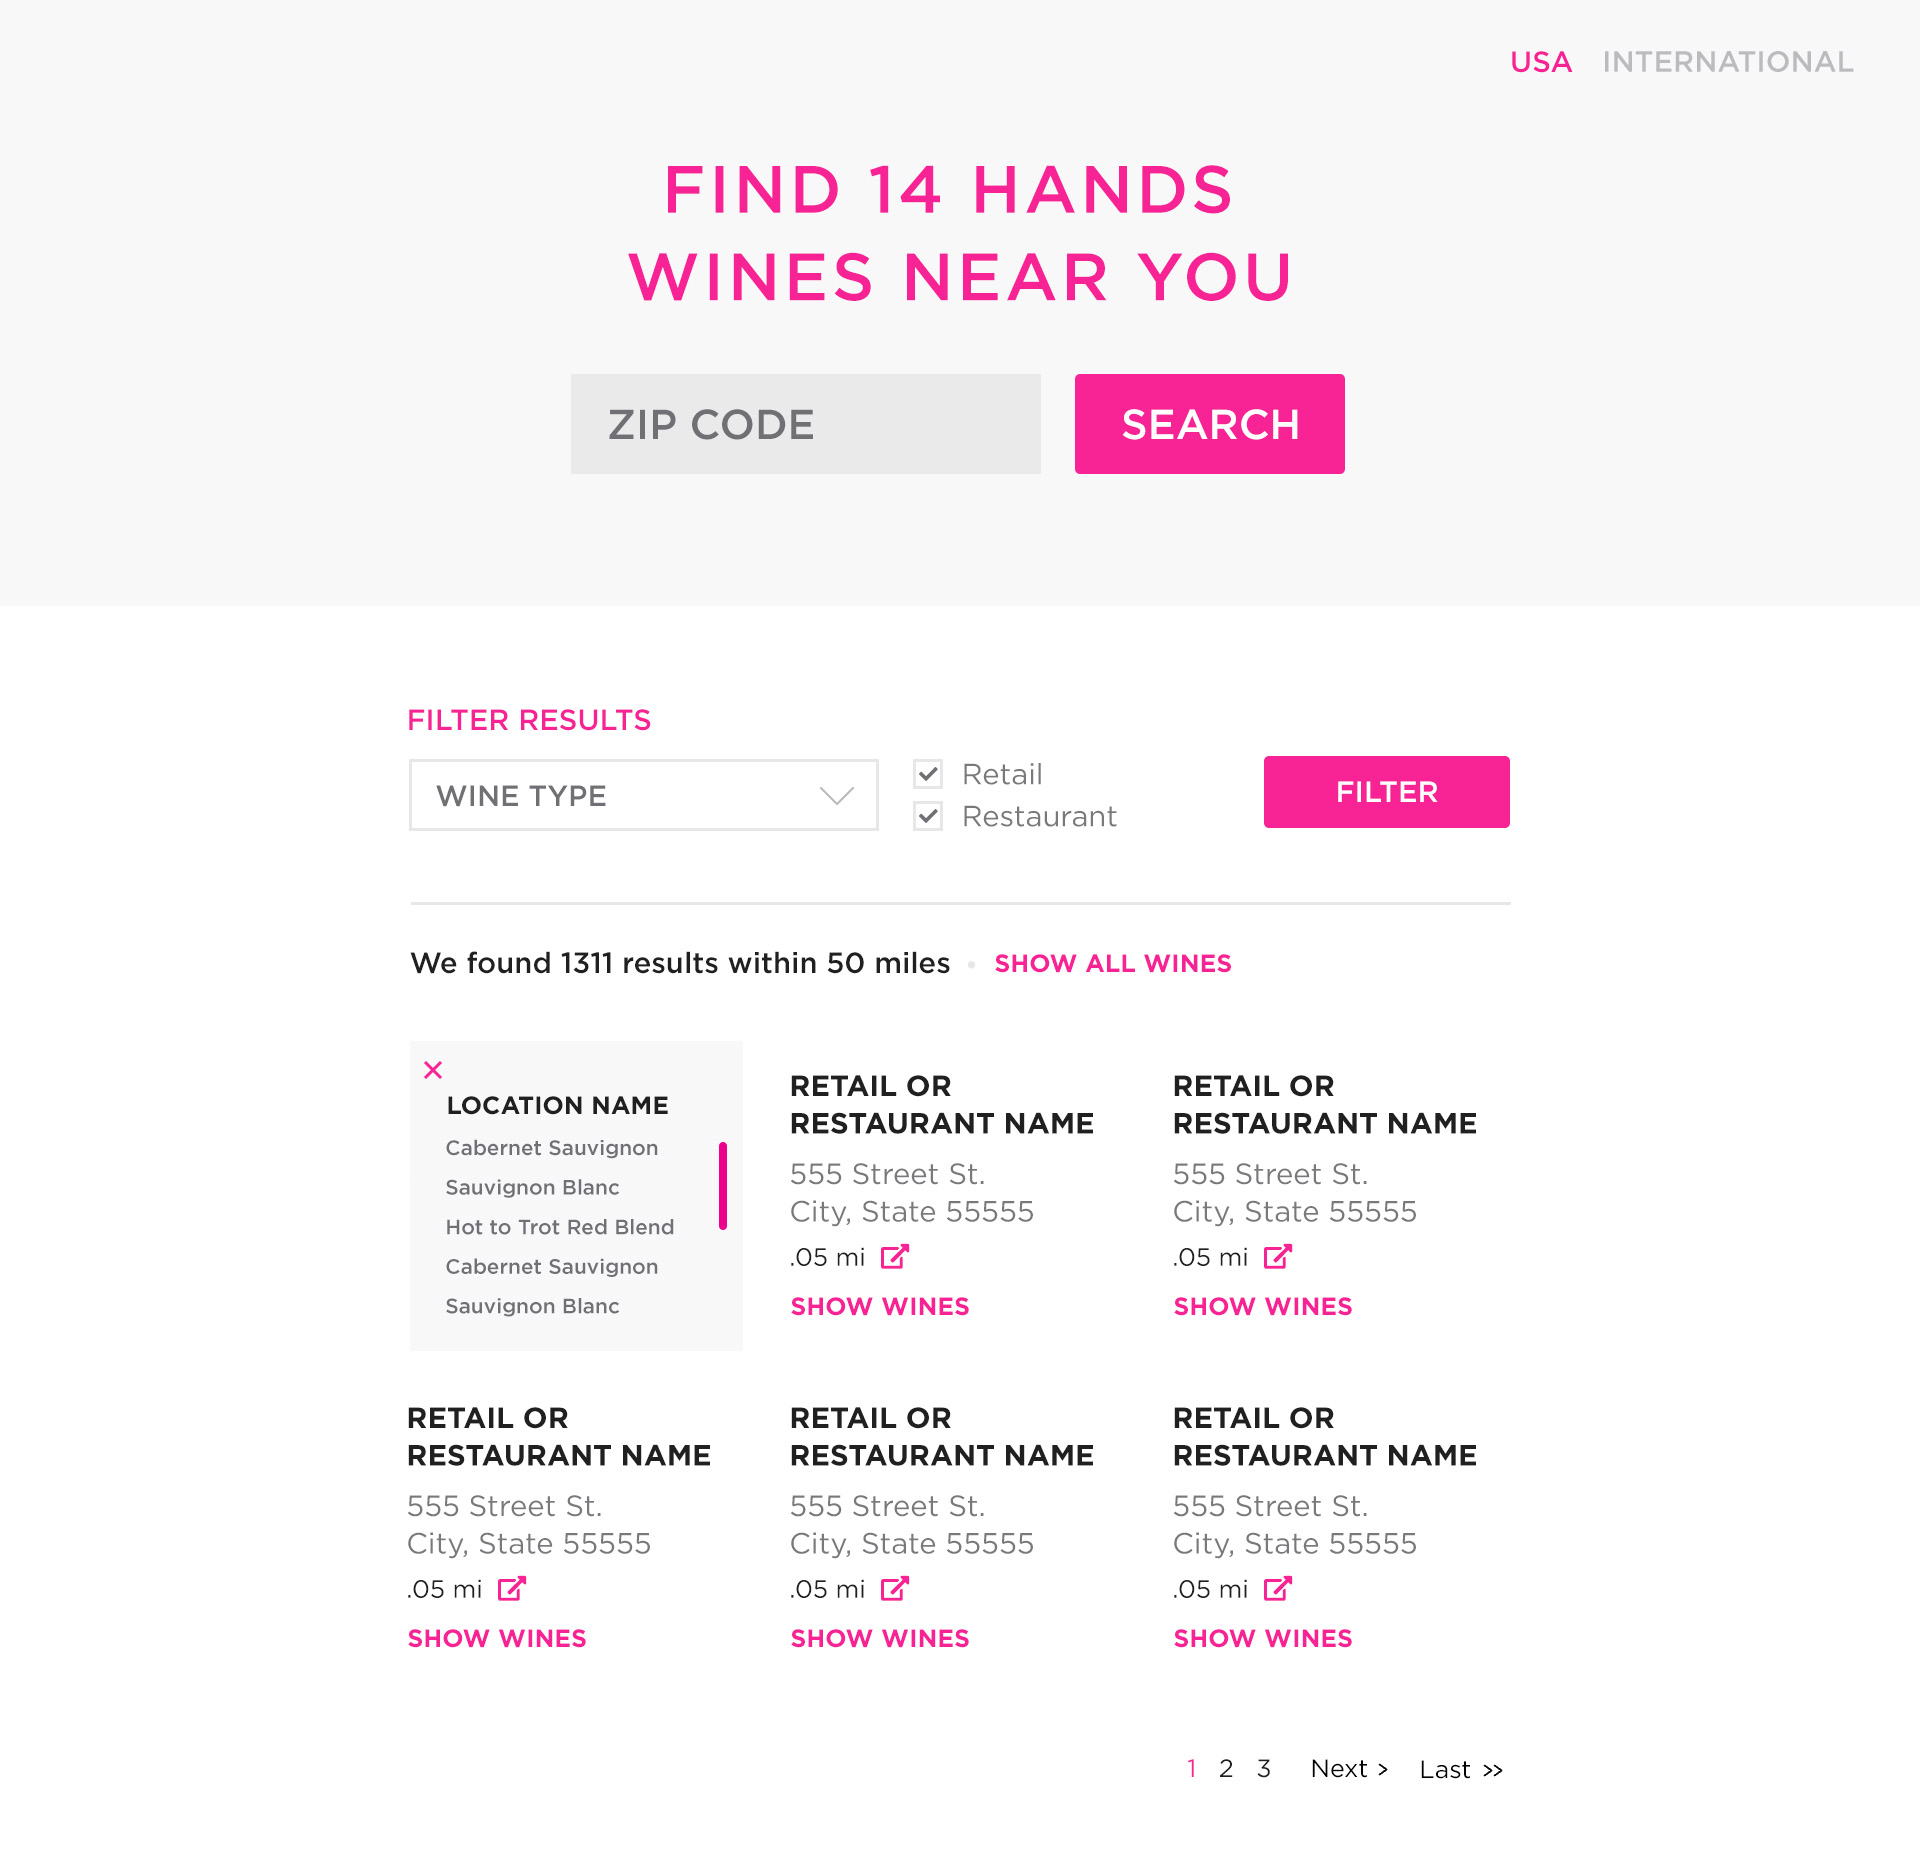 USA INTERNATIONAL
FIND 14 HANDS
WINES NEAR YOU
ZIP CODE
SEARCH
FILTER RESULTS
WINE TYPE
Retail
Restaurant
FILTER
We found 1311 results within 50 miles • SHOW ALL WINES
LOCATION NAME
Cabernet Sauvignon
Sauvignon Blanc
Hot to Trot Red Blend
Cabernet Sauvignon
Sauvignon Blanc
RETAIL OR
RESTAURANT NAME
555 Street St.
City, State 55555
.05 mi
SHOW WINES
RETAIL OR
RESTAURANT NAME
555 Street St.
City, State 55555
.05 mi
SHOW WINES
RETAIL OR
RESTAURANT NAME
555 Street St.
City, State 55555
.05 mi
SHOW WINES
RETAIL OR
RESTAURANT NAME
555 Street St.
City, State 55555
.05 mi
SHOW WINES
RETAIL OR
RESTAURANT NAME
555 Street St.
City, State 55555
.05 mi
SHOW WINES
1 2 3 Next > Last >>